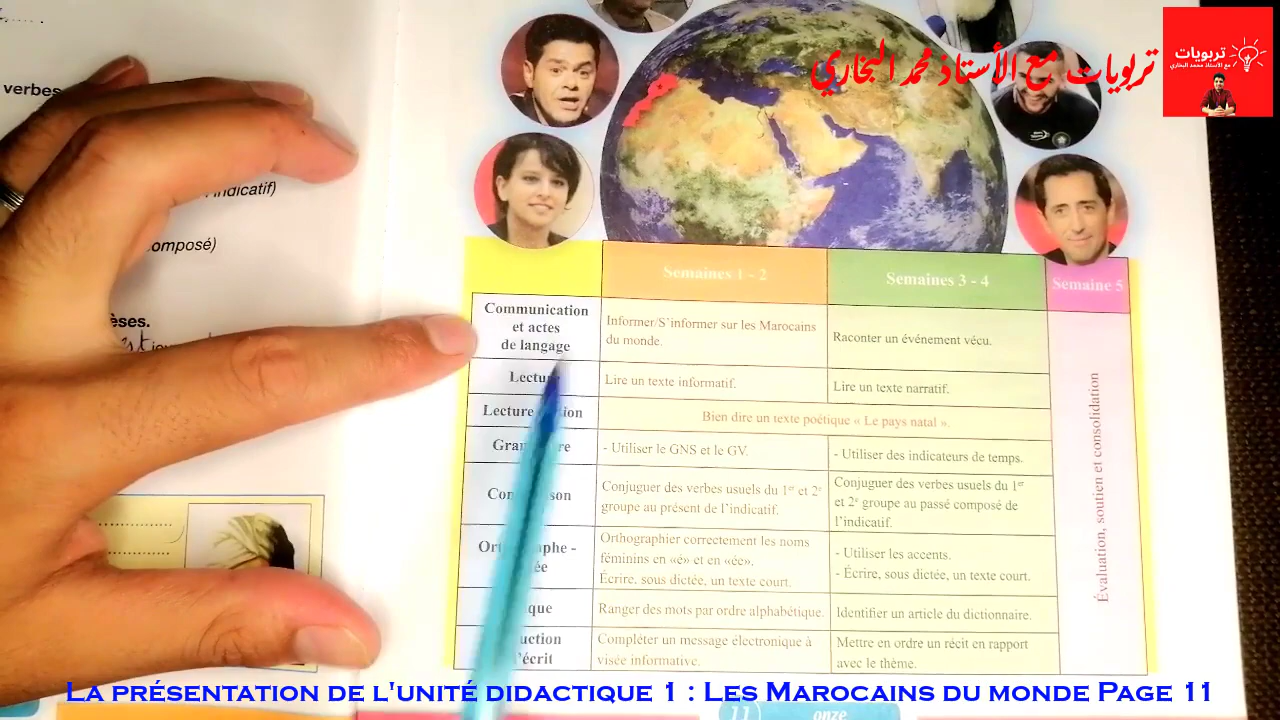 تربويات مع الأستاذ محمد البخاري
تربويات
مع الأستاذ محمد البخاري
verbes
indicatif)
omposé)
èses.
Semaines 1 - 2
Semaines 3 - 4
Semaine 5
Communication
et actes
de langage
Informer/S'informer sur les Marocains
du monde.
Raconter un événement vécu.
Lecture
Lire un texte informatif.
Lire un texte narratif.
Lecture
Bien dire un texte poétique « Le pays natal ».
- Utiliser le GNS et le GV.
- Utiliser des indicateurs de temps.
Conjuguer des verbes usuels du 1er et 2e
groupe au présent de l'indicatif.
Conjuguer des verbes usuels du 1er
et 2e groupe au passé composé de
l'indicatif.
Orthographier correctement les noms
féminins en «é» et en «ée».
Écrire, sous dictée, un texte court.
- Utiliser les accents.
- Écrire, sous dictée, un texte court.
Ranger des mots par ordre alphabétique.
Identifier un article du dictionnaire.
Compléter un message électronique à
visée informative.
Mettre en ordre un récit en rapport
avec le thème.
Évaluation, soutien et consolidation
La présentation de l'unité didactique 1 : Les Marocains du monde Page 11
11 onze